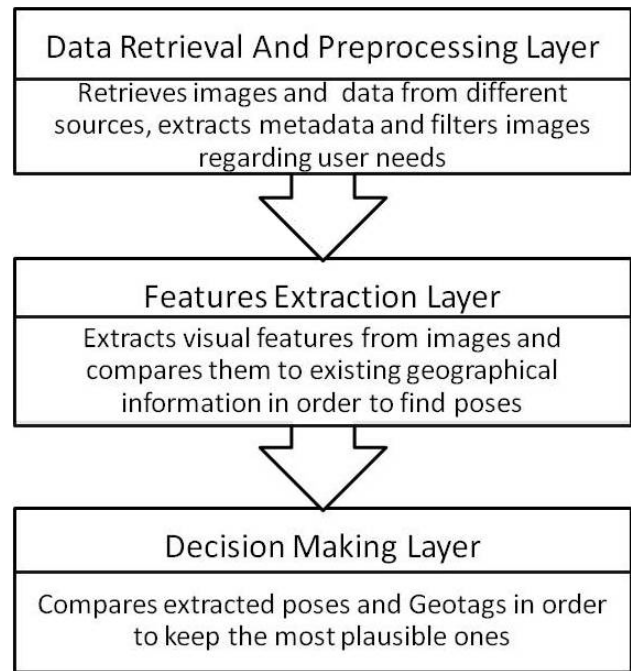 Data Retrieval And Preprocessing Layer
Retrieves images and data from different
sources, extracts metadata and filters images
regarding user needs
Features Extraction Layer
Extracts visual features from images and
compares them to existing geographical
information in order to find poses
Decision Making Layer
Compares extracted poses and Geotags in order
to keep the most plausible ones